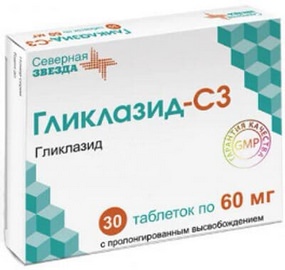 Северная
ЗВЕЗДА
Гликлазид-СЗ
Гликлазид
ГАРАНТИЯ КАЧЕСТВА
GMP
30 таблеток по 60 мг
с пролонгированным высвобождением